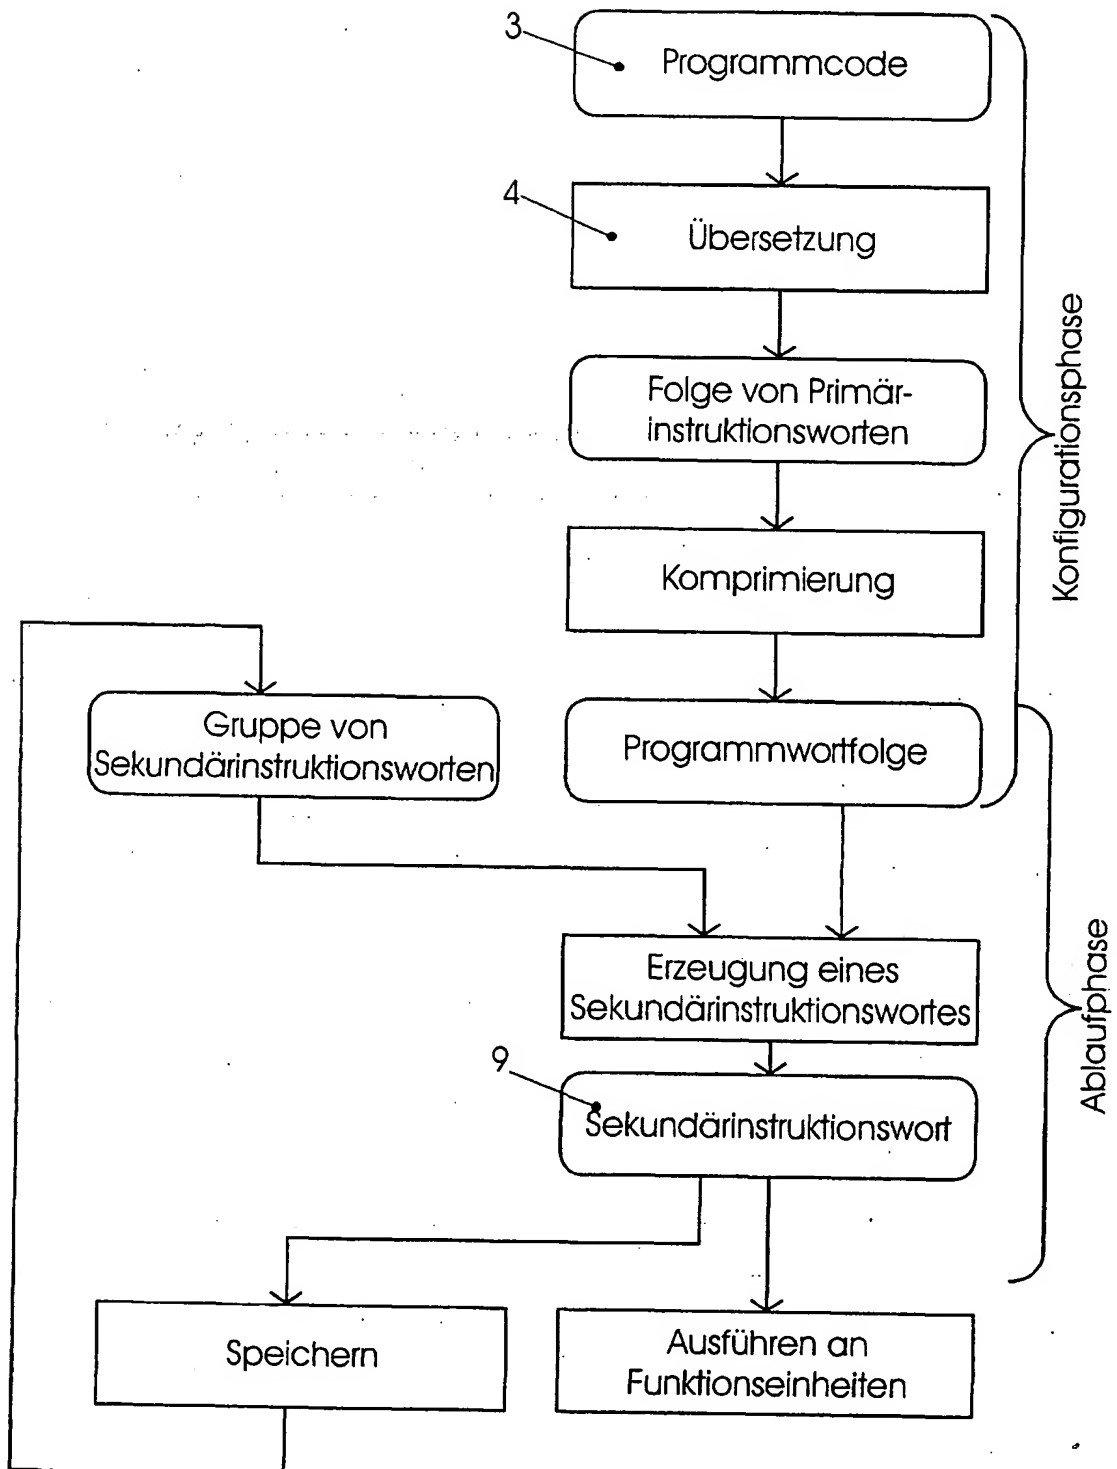 3
Programmcode
4
Übersetzung
Folge von Primär-
instruktionsworten
Konfigurationsphase
Komprimierung
Gruppe von
Sekundärinstruktionsworten
Programmwortfolge
Erzeugung eines
Sekundärinstruktionswortes
Ablaufphase
9
Sekundärinstruktionswort
Speichern
Ausführen an
Funktionseinheiten